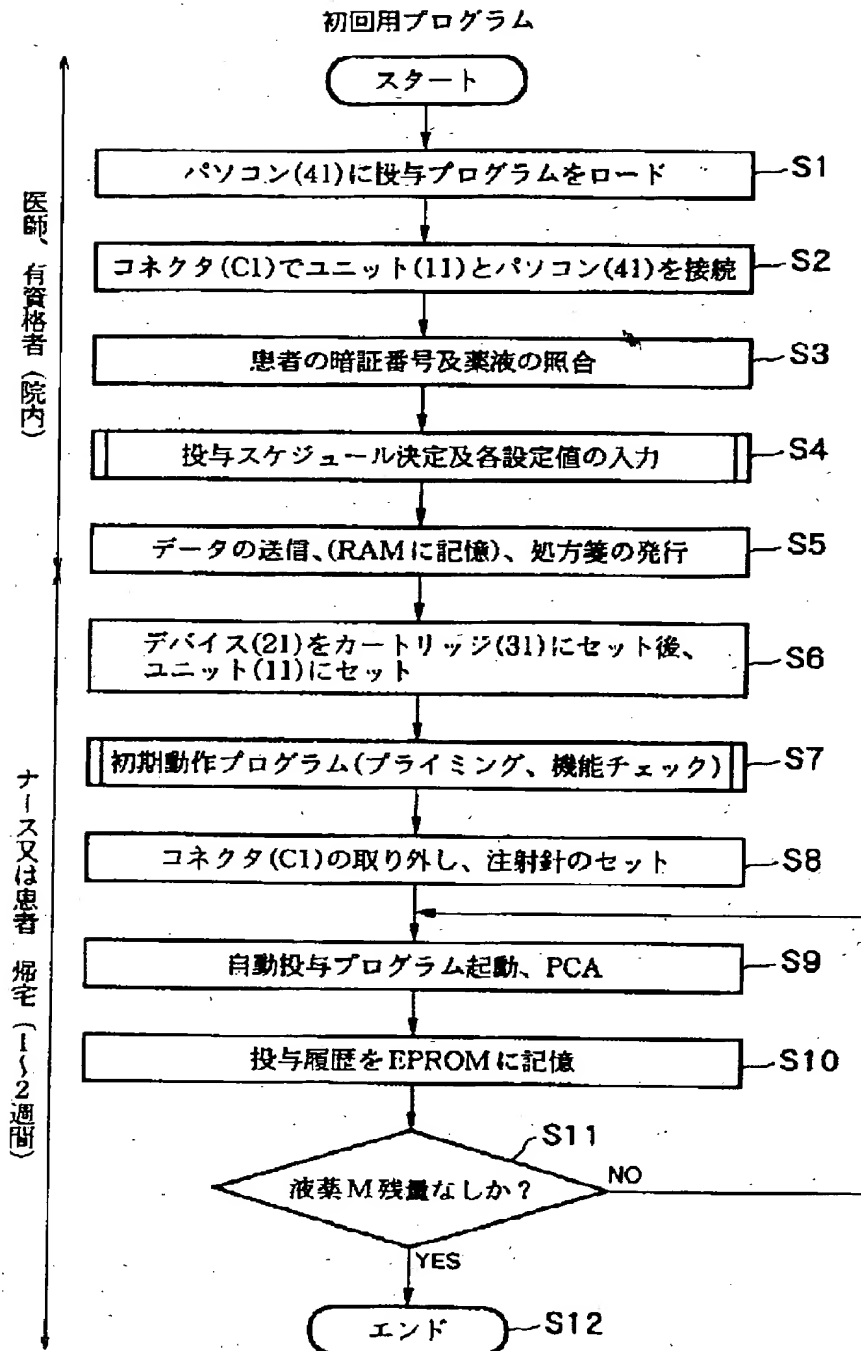 初回用プログラム
スタート
パソコン(41)に投与プログラムをロード
S1
コネクタ(C1)でユニット(11)とパソコン(41)を接続
S2
患者の暗証番号及薬液の照合
S3
投与スケジュール決定及各設定値の入力
S4
データの送信、(RAMに記憶)、処方箋の発行
S5
デバイス(21)をカートリッジ(31)にセット後、
ユニット(11)にセット
S6
初期動作プログラム(プライミング、機能チェック)
S7
コネクタ(C1)の取り外し、注射針のセット
S8
自動投与プログラム起動、PCA
S9
投与履歴をEPROMに記憶
S10
S11
液薬M残量なしか?
NO
YES
エンド
S12
医師、有資格者(院内)
ナース又は患者 帰宅(1〜2週間)